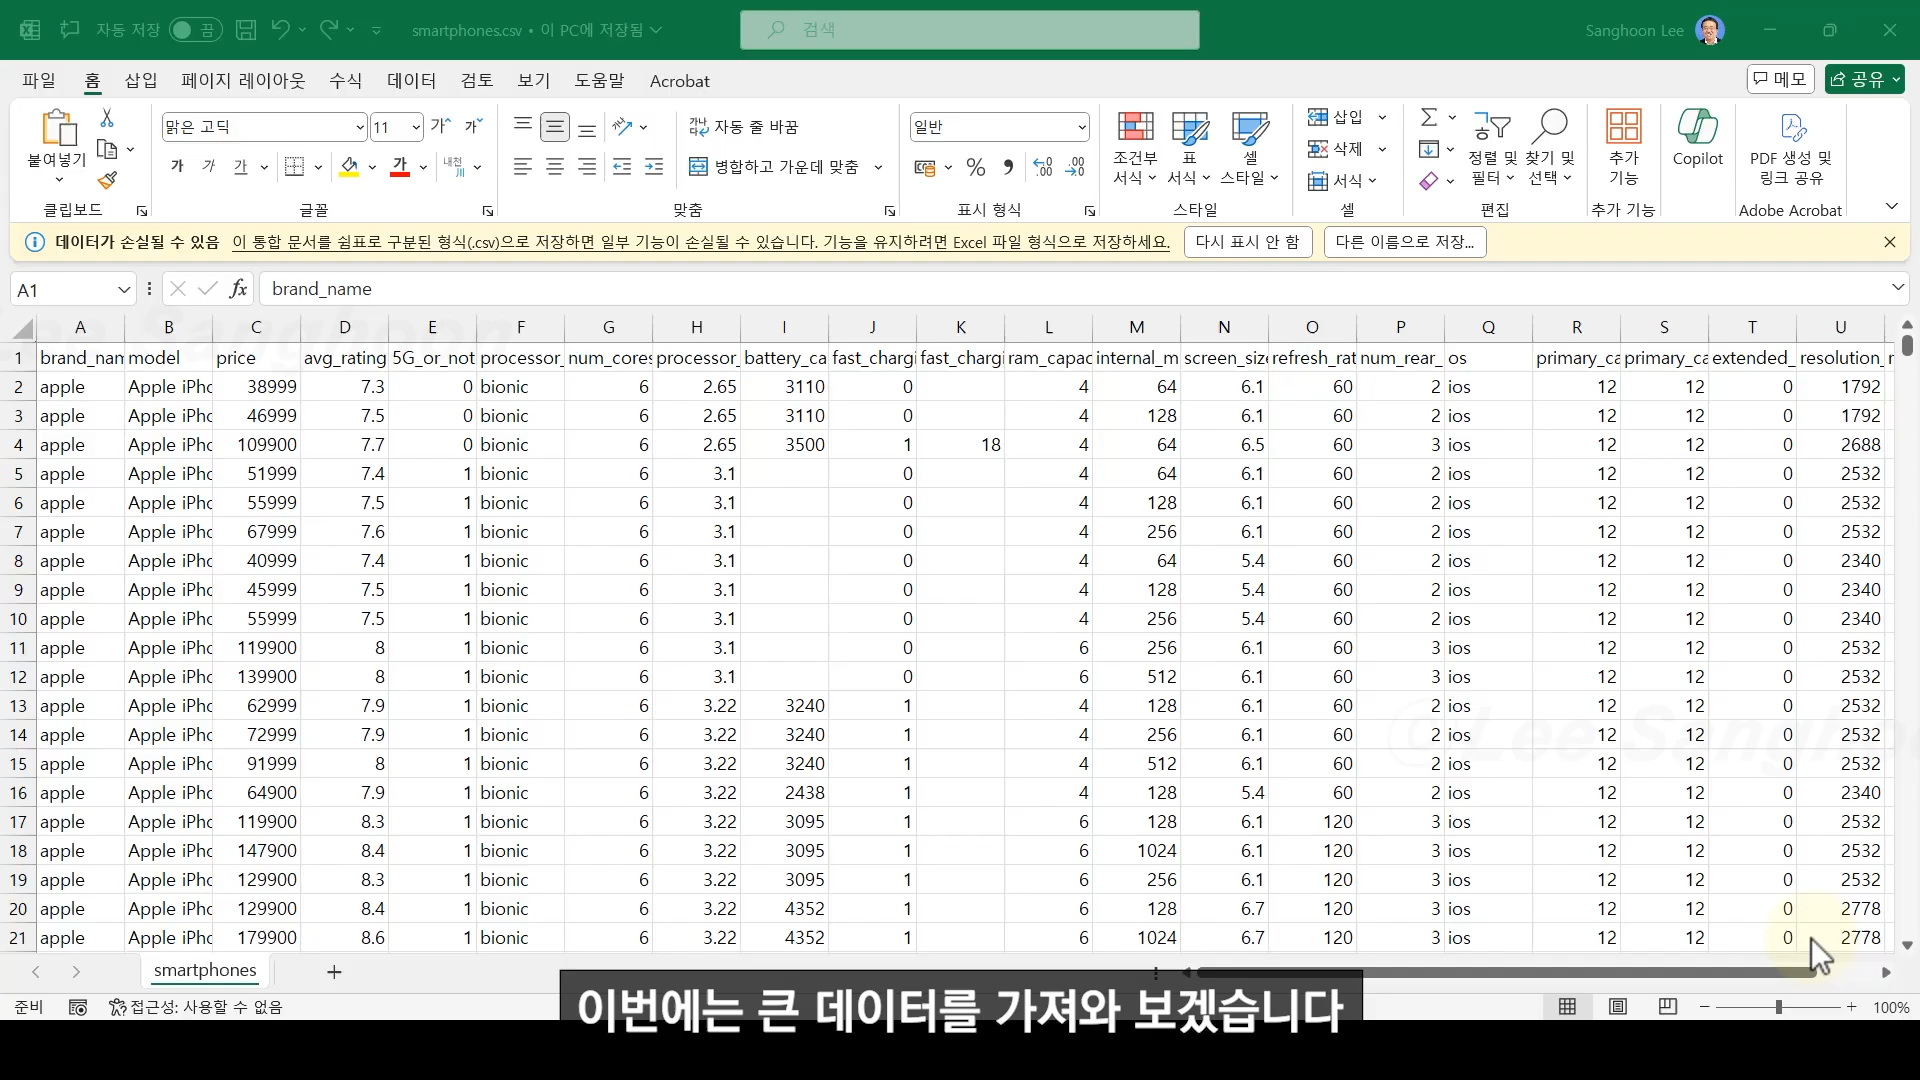 자동 저장 끔 smartphones.csv • 이 PC에 저장됨 검색 Sanghoon Lee
파일 홈 삽입 페이지 레이아웃 수식 데이터 검토 보기 도움말 Acrobat 메모 공유
붙여넣기 맑은 고딕 11 가 가 가 가 가 내천 자동 줄 바꿈 병합하고 가운데 맞춤 일반 조건부 서식 표 서식 셀 스타일 삽입 삭제 서식 정렬 및 필터 찾기 및 선택 추가 기능 Copilot PDF 생성 및 링크 공유
클립보드 글꼴 맞춤 표시 형식 스타일 셀 편집 추가 기능 Adobe Acrobat
데이터가 손실될 수 있음 이 통합 문서를 쉼표로 구분된 형식(.csv)으로 저장하면 일부 기능이 손실될 수 있습니다. 기능을 유지하려면 Excel 파일 형식으로 저장하세요. 다시 표시 안 함 다른 이름으로 저장...
A1 fx brand_name
A B C D E F G H I J K L M N O P Q R S T U
1 brand_nam model price avg_rating 5G_or_not processor_ num_cores processor_ battery_ca fast_chargi fast_chargi ram_capac internal_m screen_size refresh_rat num_rear_ os primary_ca primary_ca extended_ resolution_
2 apple Apple iPho 38999 7.3 0 bionic 6 2.65 3110 0 4 64 6.1 60 2 ios 12 12 0 1792
3 apple Apple iPho 46999 7.5 0 bionic 6 2.65 3110 0 4 128 6.1 60 2 ios 12 12 0 1792
4 apple Apple iPho 109900 7.7 0 bionic 6 2.65 3500 1 18 4 64 6.5 60 3 ios 12 12 0 2688
5 apple Apple iPho 51999 7.4 1 bionic 6 3.1 0 4 64 6.1 60 2 ios 12 12 0 2532
6 apple Apple iPho 55999 7.5 1 bionic 6 3.1 0 4 128 6.1 60 2 ios 12 12 0 2532
7 apple Apple iPho 67999 7.6 1 bionic 6 3.1 0 4 256 6.1 60 2 ios 12 12 0 2532
8 apple Apple iPho 40999 7.4 1 bionic 6 3.1 0 4 64 5.4 60 2 ios 12 12 0 2340
9 apple Apple iPho 45999 7.5 1 bionic 6 3.1 0 4 128 5.4 60 2 ios 12 12 0 2340
10 apple Apple iPho 55999 7.5 1 bionic 6 3.1 0 4 256 5.4 60 2 ios 12 12 0 2340
11 apple Apple iPho 119900 8 1 bionic 6 3.1 0 6 256 6.1 60 3 ios 12 12 0 2532
12 apple Apple iPho 139900 8 1 bionic 6 3.1 0 6 512 6.1 60 3 ios 12 12 0 2532
13 apple Apple iPho 62999 7.9 1 bionic 6 3.22 3240 1 4 128 6.1 60 2 ios 12 12 0 2532
14 apple Apple iPho 72999 7.9 1 bionic 6 3.22 3240 1 4 256 6.1 60 2 ios 12 12 0 2532
15 apple Apple iPho 91999 8 1 bionic 6 3.22 3240 1 4 512 6.1 60 2 ios 12 12 0 2532
16 apple Apple iPho 64900 7.9 1 bionic 6 3.22 2438 1 4 128 5.4 60 2 ios 12 12 0 2340
17 apple Apple iPho 119900 8.3 1 bionic 6 3.22 3095 1 6 128 6.1 120 3 ios 12 12 0 2532
18 apple Apple iPho 147900 8.4 1 bionic 6 3.22 3095 1 6 1024 6.1 120 3 ios 12 12 0 2532
19 apple Apple iPho 129900 8.3 1 bionic 6 3.22 3095 1 6 256 6.1 120 3 ios 12 12 0 2532
20 apple Apple iPho 129900 8.4 1 bionic 6 3.22 4352 1 6 128 6.7 120 3 ios 12 12 0 2778
21 apple Apple iPho 179900 8.6 1 bionic 6 3.22 4352 1 6 1024 6.7 120 3 ios 12 12 0 2778
smartphones
이번에는 큰 데이터를 가져와 보겠습니다
준비 접근성: 사용할 수 없음 100%